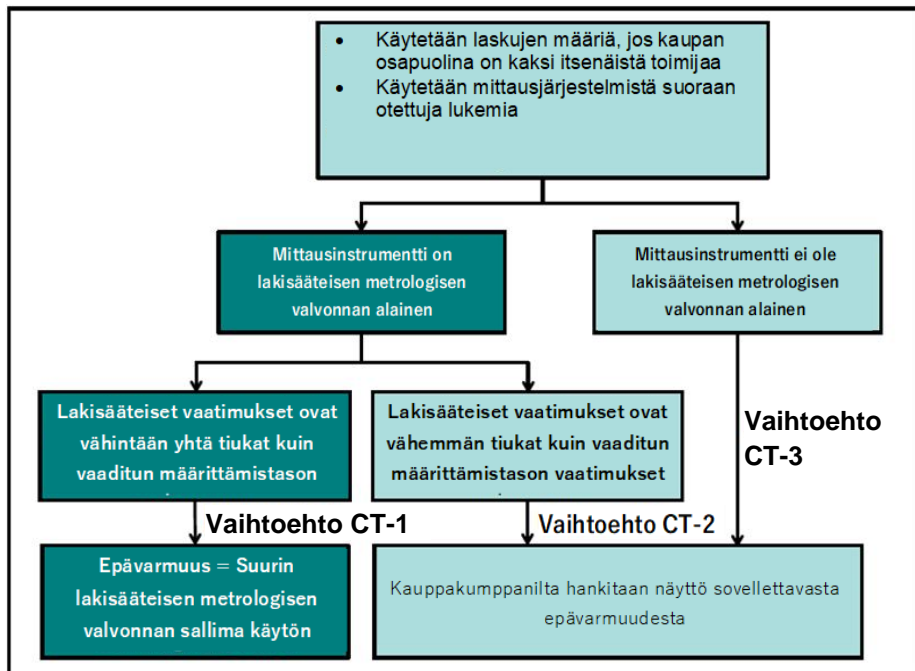 • Käytetään laskujen määriä, jos kaupan
osapuolina on kaksi itsenäistä toimijaa
• Käytetään mittausjärjestelmistä suoraan
otettuja lukemia
Mittausinstrumentti on
lakisääteisen metrologisen
valvonnan alainen
Mittausinstrumentti ei ole
lakisääteisen metrologisen
valvonnan alainen
Lakisääteiset vaatimukset ovat
vähintään yhtä tiukat kuin
vaaditun määrittämistason
Lakisääteiset vaatimukset ovat
vähemmän tiukat kuin vaaditun
määrittämistason vaatimukset
Vaihtoehto
CT-3
Vaihtoehto CT-1
Vaihtoehto CT-2
Epävarmuus = Suurin
lakisääteisen metrologisen
valvonnan sallima käytön
Kauppakumppanilta hankitaan näyttö sovellettavasta
epävarmuudesta